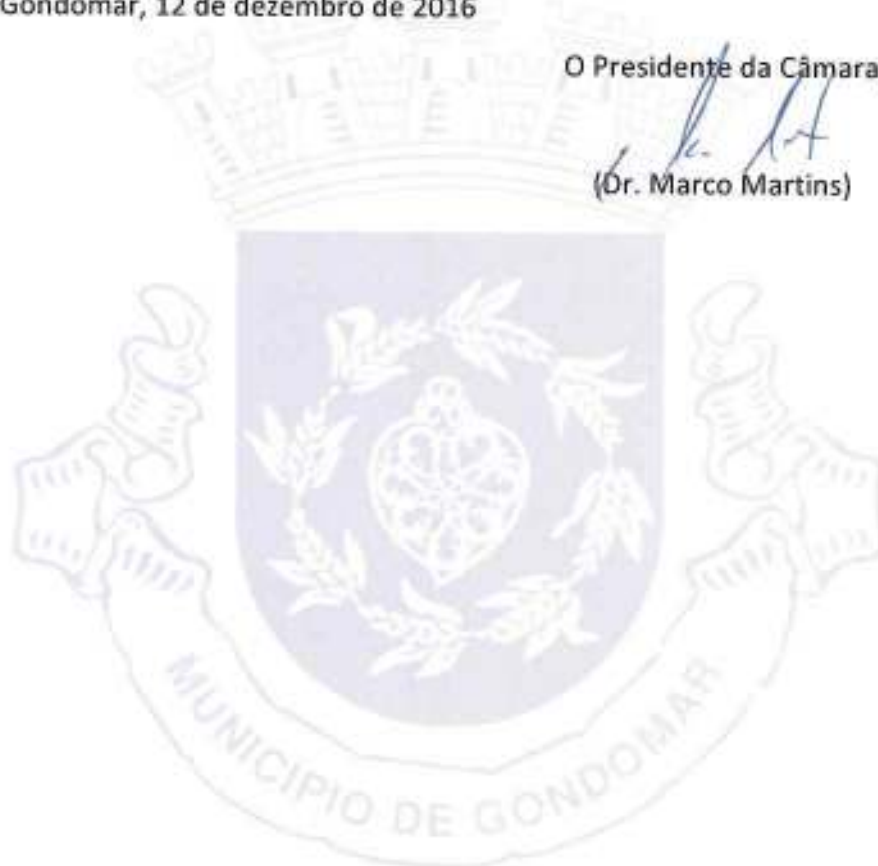 Gondomar, 12 de dezembro de 2016
O Presidente da Câmara
(Dr. Marco Martins)
MUNICIPIO DE GONDOMAR